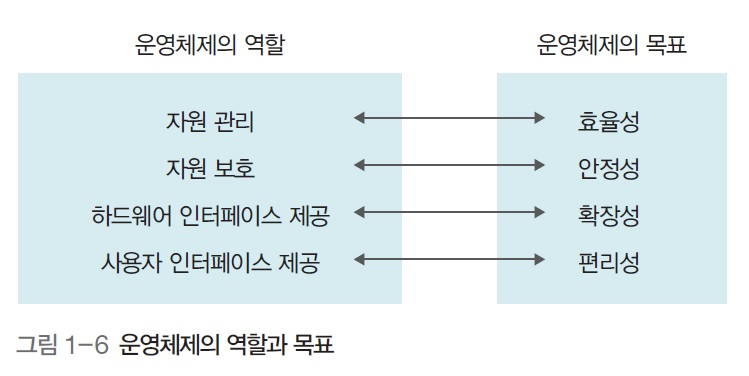 운영체제의 역할 운영체제의 목표
자원 관리 효율성
자원 보호 안정성
하드웨어 인터페이스 제공 확장성
사용자 인터페이스 제공 편리성
그림 1-6 운영체제의 역할과 목표